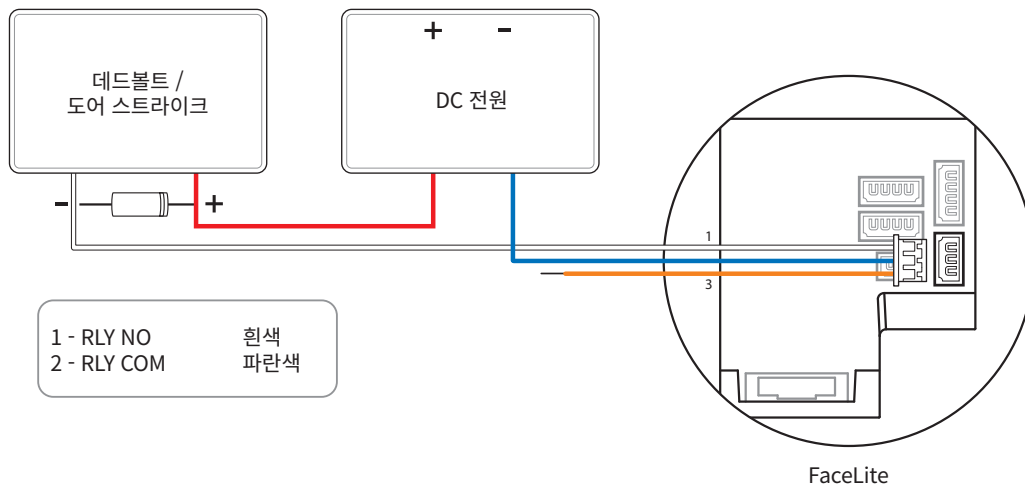 데드볼트 /
도어 스트라이크
+ -
DC 전원
- +
1
3
1 - RLY NO 흰색
2 - RLY COM 파란색
FaceLite